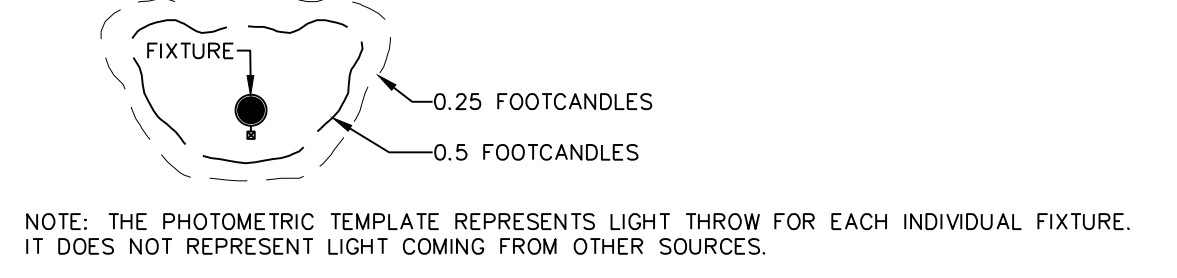 FIXTURE
0.25 FOOTCANDLES
0.5 FOOTCANDLES
NOTE: THE PHOTOMETRIC TEMPLATE REPRESENTS LIGHT THROW FOR EACH INDIVIDUAL FIXTURE.
IT DOES NOT REPRESENT LIGHT COMING FROM OTHER SOURCES.